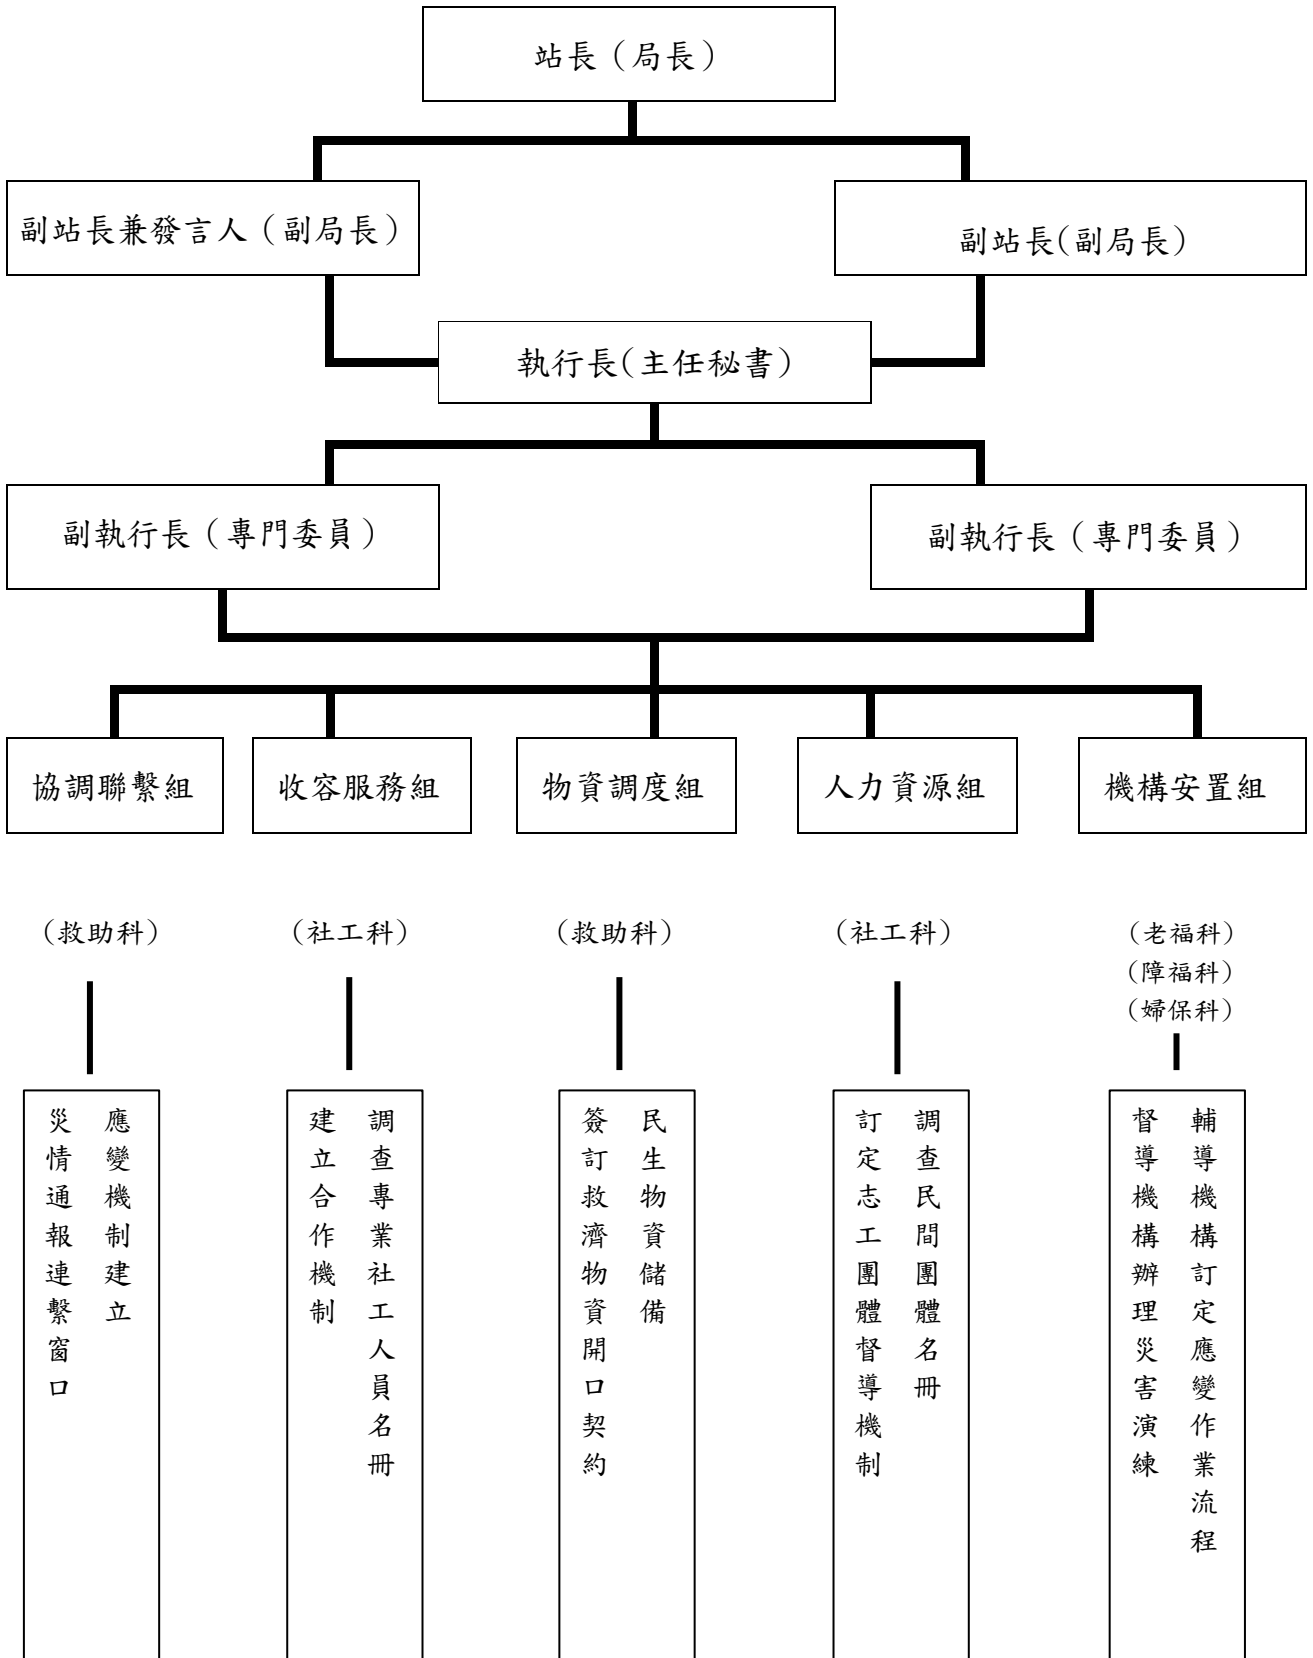 站長（局長）
副站長兼發言人（副局長）
副站長(副局長）
執行長(主任秘書）
副執行長（專門委員）
副執行長（專門委員）
協調聯繫組
收容服務組
物資調度組
人力資源組
機構安置組
（救助科）
（社工科）
（救助科）
（社工科）
（老福科）
（障福科）
（婦保科）
應變機制建立
災情通報連繫窗口
調查專業社工人員名冊
建立合作機制
民生物資儲備
簽訂救濟物資開口契約
調查民間團體名冊
訂定志工團體督導機制
輔導機構訂定應變作業流程
督導機構辦理災害演練